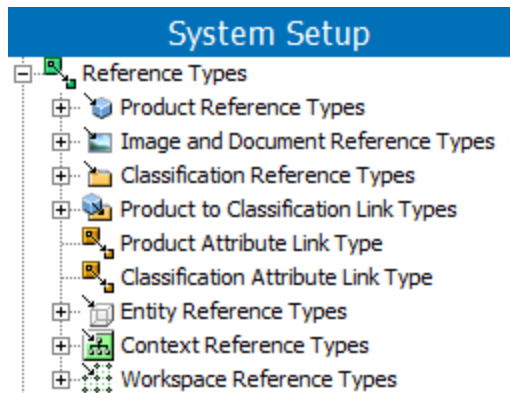 System Setup
Reference Types
Product Reference Types
Image and Document Reference Types
Classification Reference Types
Product to Classification Link Types
Product Attribute Link Type
Classification Attribute Link Type
Entity Reference Types
Context Reference Types
Workspace Reference Types